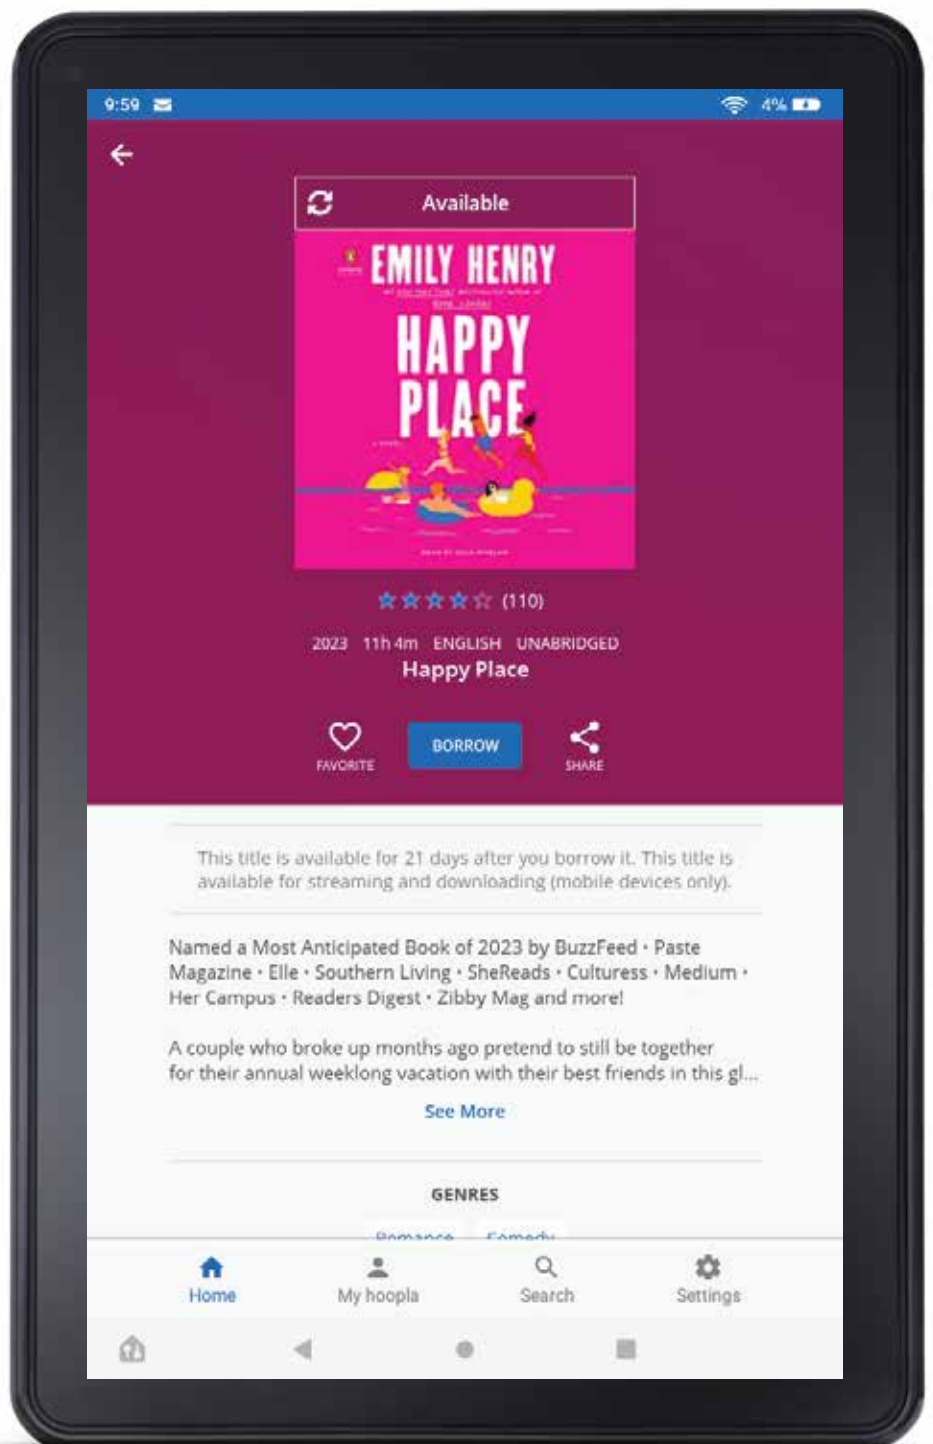 9:59
4%
Available
EMILY HENRY
HAPPY
PLACE
(110)
2023 11h 4m ENGLISH UNABRIDGED
Happy Place
FAVORITE
BORROW
SHARE
This title is available for 21 days after you borrow it. This title is
available for streaming and downloading (mobile devices only).
Named a Most Anticipated Book of 2023 by BuzzFeed • Paste
Magazine • Elle • Southern Living • SheReads • Culturess • Medium •
Her Campus • Readers Digest • Zibby Mag and more!
A couple who broke up months ago pretend to still be together
for their annual weeklong vacation with their best friends in this gl...
See More
GENRES
Romance Comedy
Home
My hoopla
Search
Settings